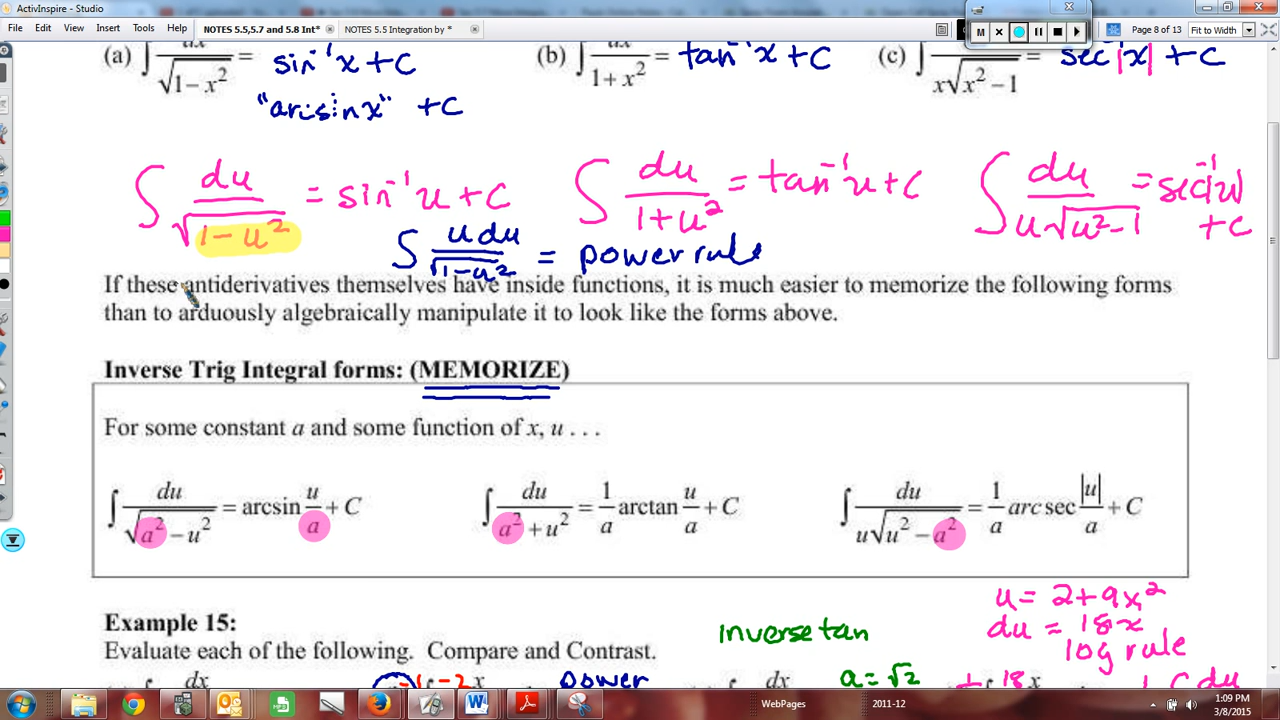 ActivInspire - Studio
File Edit View Insert Tools Help NOTES 5.5,5.7 and 5.8 Int* NOTES 5.5 Integration by * Page 8 of 13 Fit to Width
M
(a) ∫ dx/√(1 − x²) = sin⁻¹x + C (b) ∫ dx/(1 + x²) = tan⁻¹x + C (c) ∫ /(x√(x² − 1)) = sec⁻¹|x| + C
"arcsin x" + C
∫ du/√(1 − u²) = sin⁻¹u + C ∫ du/(1 + u²) = tan⁻¹u + C ∫ du/(u√(u² − 1)) = sec⁻¹|u| + C
∫ u du/√(1 − u²) = power rule
If these antiderivatives themselves have inside functions, it is much easier to memorize the following forms
than to arduously algebraically manipulate it to look like the forms above.
Inverse Trig Integral forms: (MEMORIZE)
For some constant a and some function of x, u . . .
∫ du/√(a² − u²) = arcsin u/a + C ∫ du/(a² + u²) = 1/a arctan u/a + C ∫ du/(u√(u² − a²)) = 1/a arc sec |u|/a + C
u = 2 + 9x²
Example 15: inverse tan du = 18x
Evaluate each of the following. Compare and Contrast. log rule
dx power dx a = √2 18x du
WebPages 2011-12 1:09 PM
3/8/2015